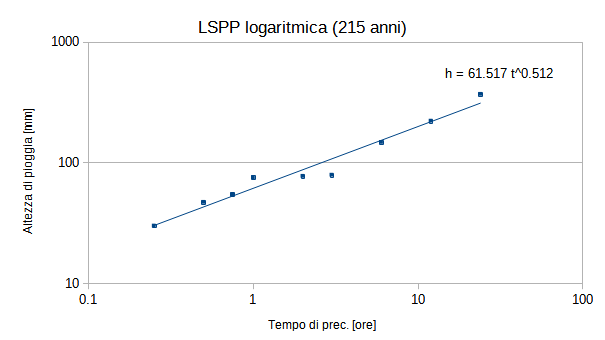 LSPP logaritmica (215 anni)
1000
h = 61.517 t^0.512
100
10
Altezza di pioggia [mm]
0.1 1 10 100
Tempo di prec. [ore]